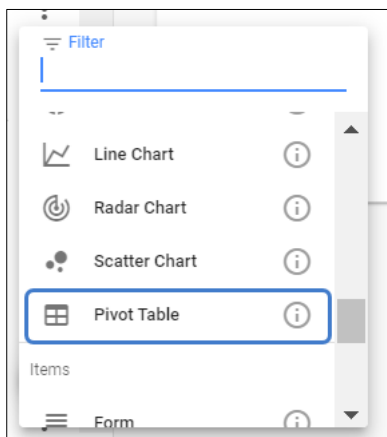 Filter
Line Chart
Radar Chart
Scatter Chart
Pivot Table
Items
Form